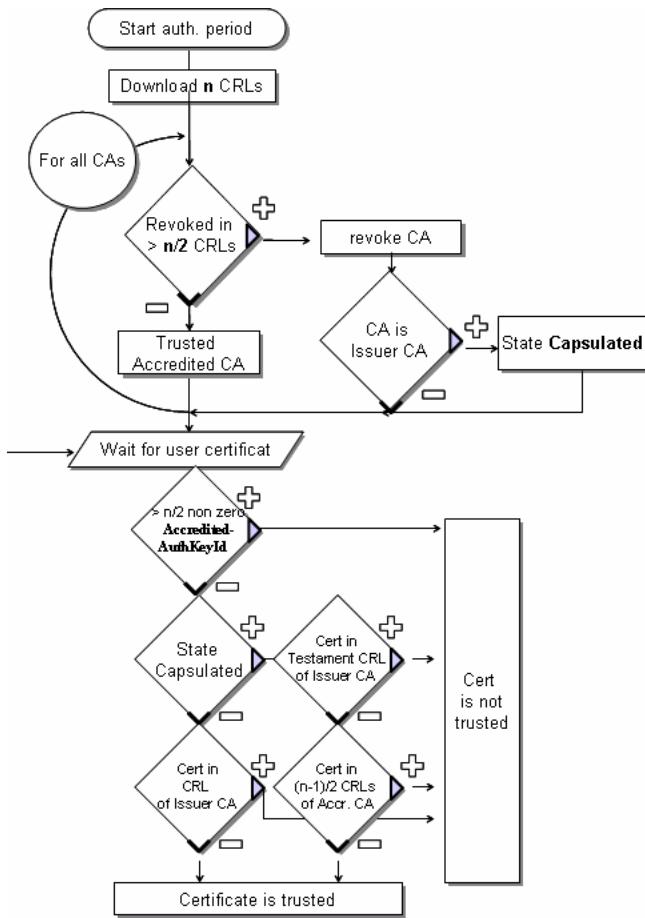 Start auth. period
Download n CRLs
For all CAs
Revoked in
> n/2 CRLs
revoke CA
CA is
Issuer CA
State Capsulated
Trusted
Accredited CA
Wait for user certificat
> n/2 non zero
Accredited-
AuthKeyId
State
Capsulated
Cert in
Testament CRL
of Issuer CA
Cert
is not
trusted
Cert in
CRL
of Issuer CA
Cert in
(n-1)/2 CRLs
of Accr. CA
Certificate is trusted